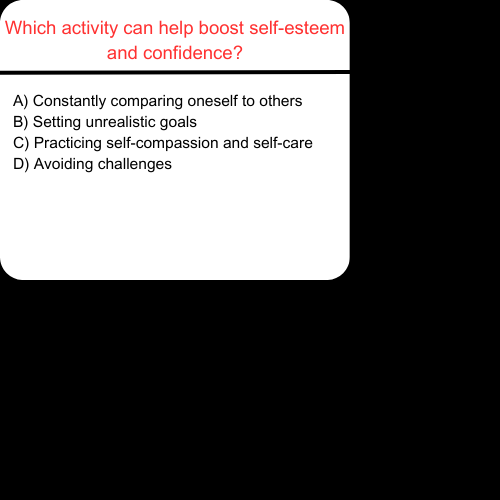 Which activity can help boost self-esteem
and confidence?
A) Constantly comparing oneself to others
B) Setting unrealistic goals
C) Practicing self-compassion and self-care
D) Avoiding challenges